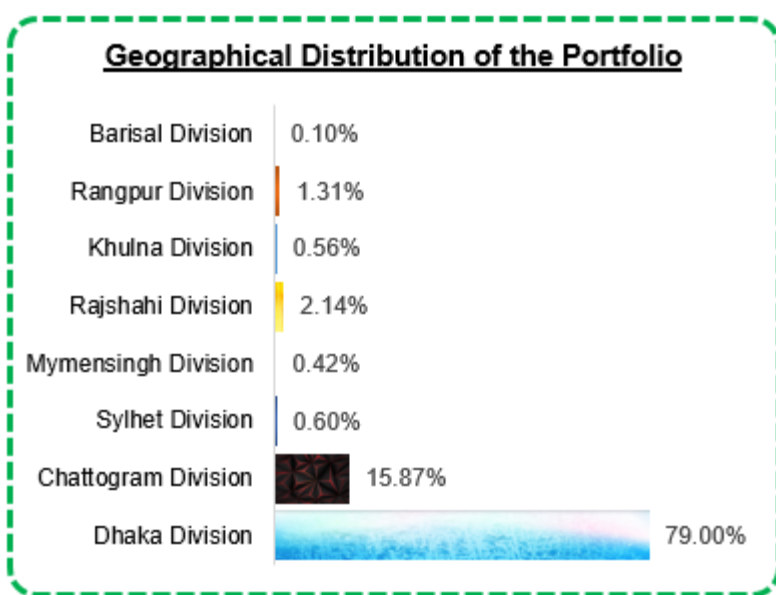 Geographical Distribution of the Portfolio
Barisal Division 0.10%
Rangpur Division 1.31%
Khulna Division 0.56%
Rajshahi Division 2.14%
Mymensingh Division 0.42%
Sylhet Division 0.60%
Chattogram Division 15.87%
Dhaka Division 79.00%